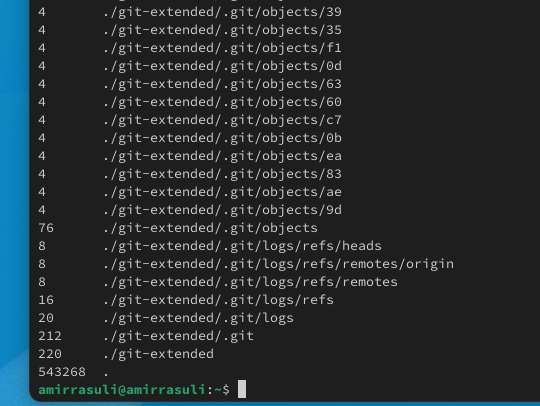 4 ./git-extended/.git/objects/39
4 ./git-extended/.git/objects/35
4 ./git-extended/.git/objects/f1
4 ./git-extended/.git/objects/0d
4 ./git-extended/.git/objects/63
4 ./git-extended/.git/objects/60
4 ./git-extended/.git/objects/c7
4 ./git-extended/.git/objects/0b
4 ./git-extended/.git/objects/ea
4 ./git-extended/.git/objects/83
4 ./git-extended/.git/objects/ae
4 ./git-extended/.git/objects/9d
76 ./git-extended/.git/objects
8 ./git-extended/.git/logs/refs/heads
8 ./git-extended/.git/logs/refs/remotes/origin
8 ./git-extended/.git/logs/refs/remotes
16 ./git-extended/.git/logs/refs
20 ./git-extended/.git/logs
212 ./git-extended/.git
220 ./git-extended
543268 .
amirrasuli@amirrasuli:~$